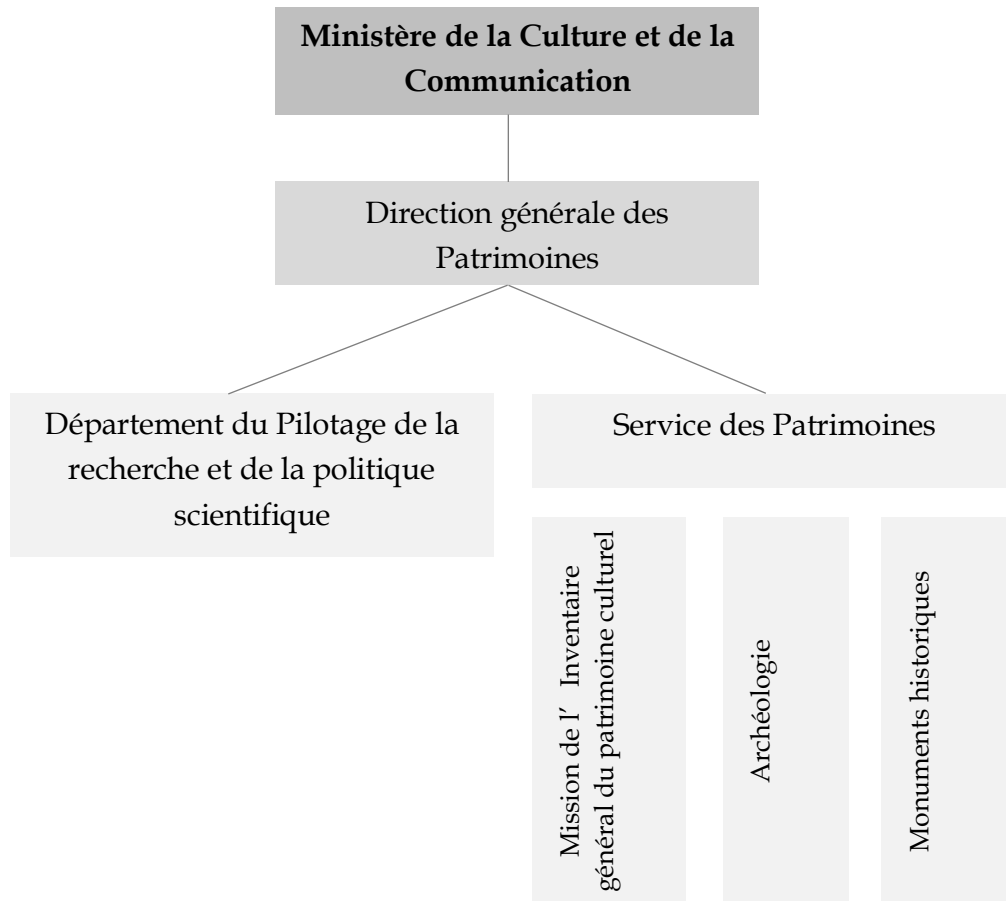 Ministère de la Culture et de la
Communication
Direction générale des
Patrimoines
Département du Pilotage de la
recherche et de la politique
scientifique
Service des Patrimoines
Mission de l’ Inventaire
général du patrimoine culturel
Archéologie
Monuments historiques